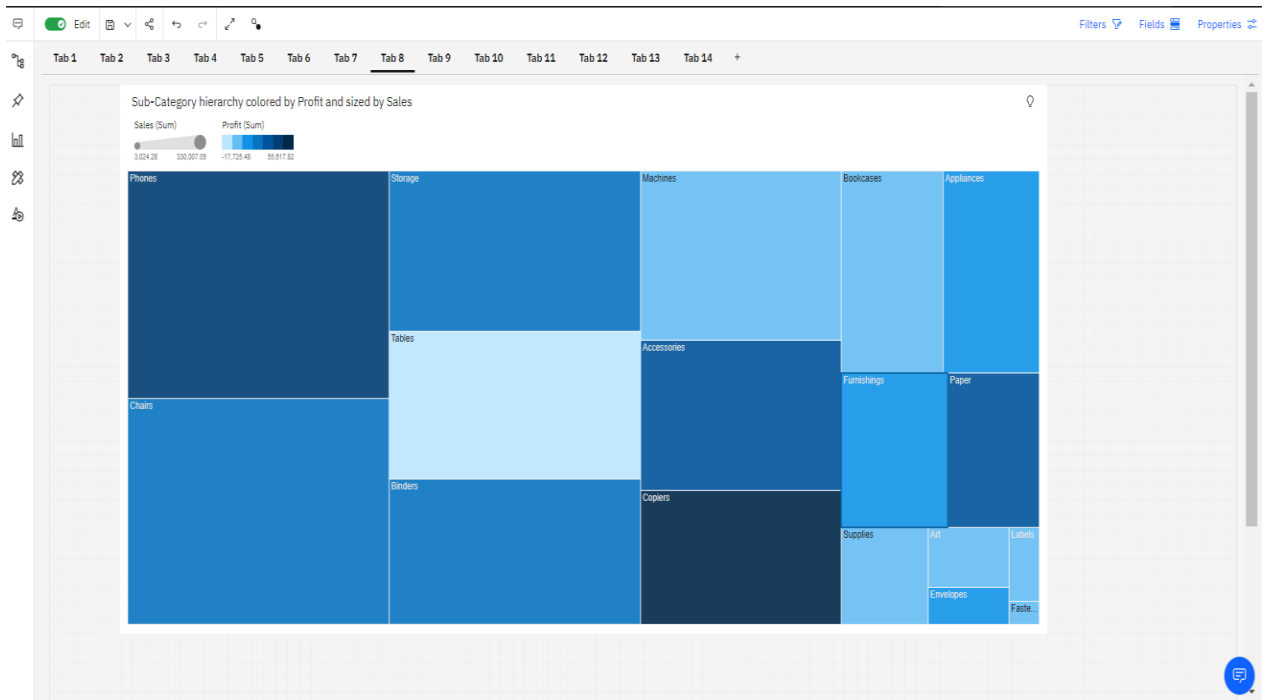 Edit
Filters
Fields
Properties
Tab 1
Tab 2
Tab 3
Tab 4
Tab 5
Tab 6
Tab 7
Tab 8
Tab 9
Tab 10
Tab 11
Tab 12
Tab 13
Tab 14
+
Sub-Category hierarchy colored by Profit and sized by Sales
Sales (Sum)
Profit (Sum)
3,024.28
330,007.05
-17,725.48
55,617.82
Phones
Storage
Machines
Bookcases
Appliances
Tables
Accessories
Furnishings
Paper
Chairs
Binders
Copiers
Supplies
Art
Labels
Envelopes
Faste...